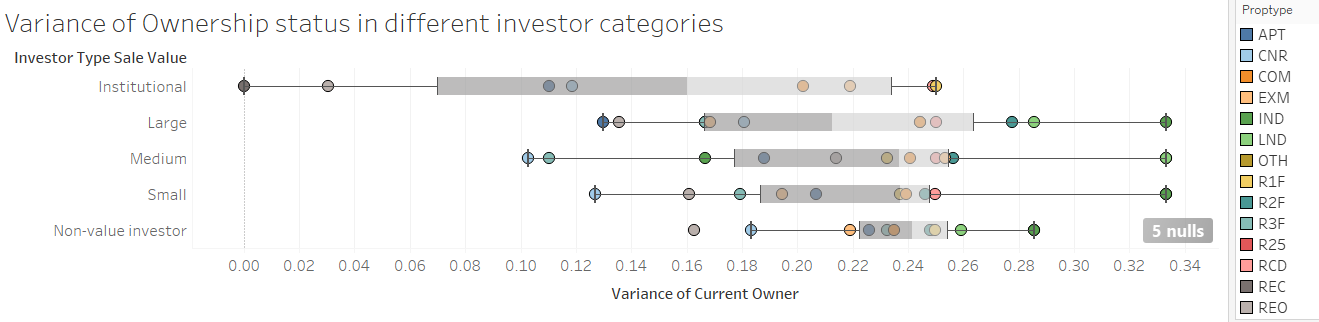 Variance of Ownership status in different investor categories
Investor Type Sale Value
Institutional
Large
Medium
Small
Non-value investor
5 nulls
0.00 0.02 0.04 0.06 0.08 0.10 0.12 0.14 0.16 0.18 0.20 0.22 0.24 0.26 0.28 0.30 0.32 0.34
Variance of Current Owner
Proptype
APT
CNR
COM
EXM
IND
LND
OTH
R1F
R2F
R3F
R25
RCD
REC
REO